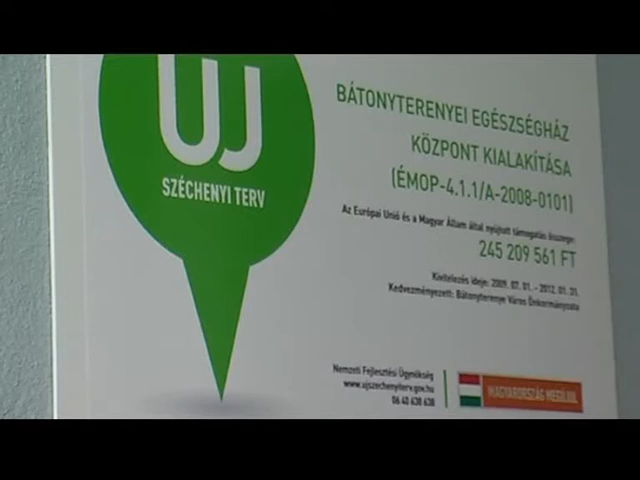 ÚJ
SZÉCHENYI TERV
BÁTONYTERENYEI EGÉSZSÉGHÁZ
KÖZPONT KIALAKÍTÁSA
(ÉMOP-4.1.1/A-2008-0101)
Az Európai Unió és a Magyar Állam által nyújtott támogatás összege:
245 209 561 FT
Kivitelezés ideje: 2009. 07. 01. - 2012. 01. 31.
Kedvezményezett: Bátonyterenye Város Önkormányzata
Nemzeti Fejlesztési Ügynökség
www.ujszechenyiterv.gov.hu
06 40 638 638
MAGYARORSZÁG MEGÚJUL